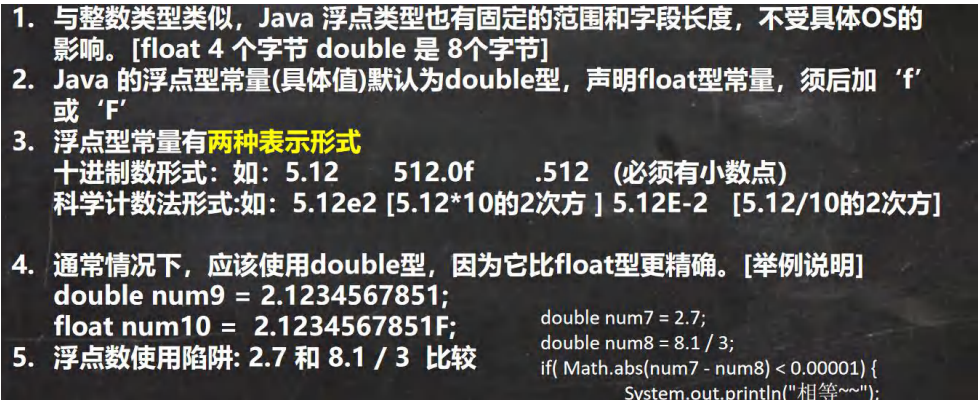 1. 与整数类型类似，Java 浮点类型也有固定的范围和字段长度，不受具体OS的
影响。[float 4 个字节 double 是 8个字节]
2. Java 的浮点型常量(具体值)默认为double型，声明float型常量，须后加‘f’
或‘F’
3. 浮点型常量有两种表示形式
十进制数形式：如：5.12 512.0f .512 (必须有小数点）
科学计数法形式:如：5.12e2 [5.12*10的2次方 ] 5.12E-2 [5.12/10的2次方]
4. 通常情况下，应该使用double型，因为它比float型更精确。[举例说明]
double num9 = 2.1234567851;
float num10 = 2.1234567851F;
5. 浮点数使用陷阱: 2.7 和 8.1 / 3 比较
double num7 = 2.7;
double num8 = 8.1 / 3;
if( Math.abs(num7 - num8) < 0.00001) {
System.out.println("相等~~");